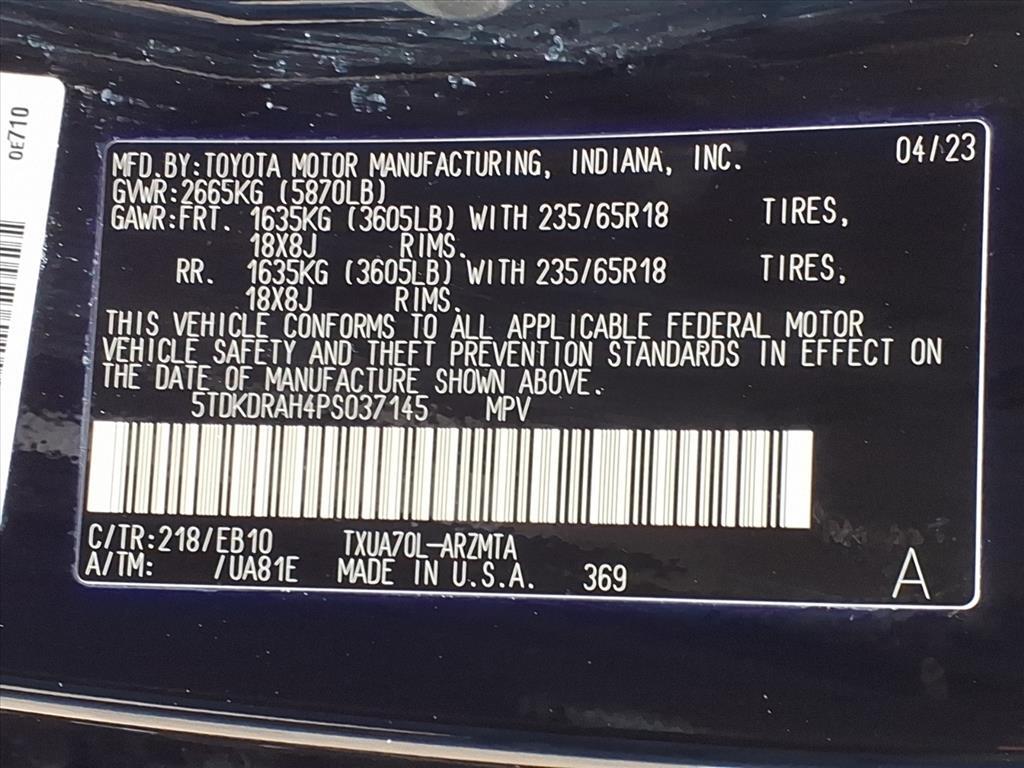 0E710
MFD.BY:TOYOTA MOTOR MANUFACTURING, INDIANA, INC. 04/23
GVWR:2665KG (5870LB)
GAWR:FRT. 1635KG (3605LB) WITH 235/65R18 TIRES,
18X8J RIMS.
RR. 1635KG (3605LB) WITH 235/65R18 TIRES,
18X8J RIMS.
THIS VEHICLE CONFORMS TO ALL APPLICABLE FEDERAL MOTOR
VEHICLE SAFETY AND THEFT PREVENTION STANDARDS IN EFFECT ON
THE DATE OF MANUFACTURE SHOWN ABOVE.
5TDKDRAH4PS037145 MPV
C/TR:218/EB10 TXUA70L-ARZMTA
A/TM: /UA81E MADE IN U.S.A. 369 A